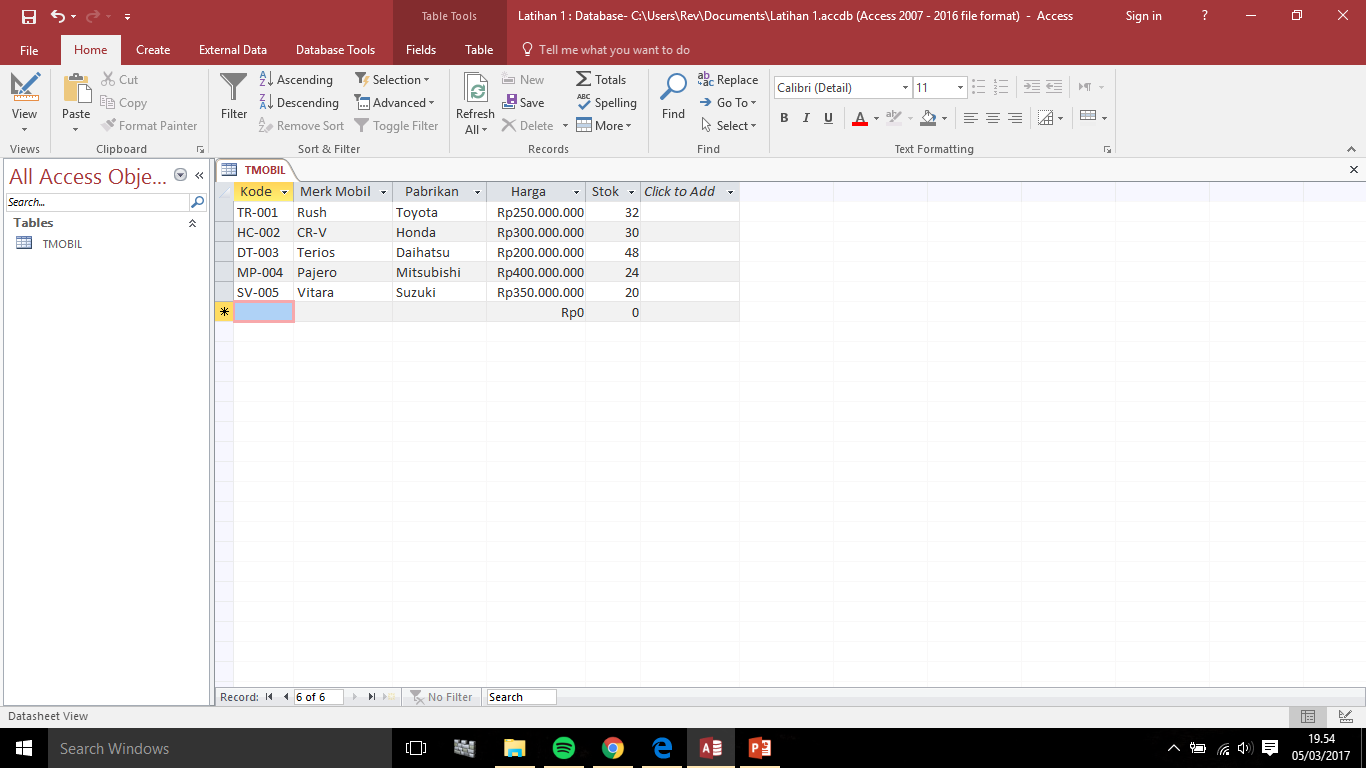 Table Tools
Latihan 1 : Database- C:\Users\Rev\Documents\Latihan 1.accdb (Access 2007 - 2016 file format) - Access
Sign in
?
File
Home
Create
External Data
Database Tools
Fields
Table
Tell me what you want to do
View
Views
Paste
Cut
Copy
Format Painter
Clipboard
Filter
Ascending
Descending
Remove Sort
Selection
Advanced
Toggle Filter
Sort & Filter
Refresh
All
New
Save
Delete
Totals
Spelling
More
Records
Find
Replace
Go To
Select
Find
Calibri (Detail)
11
B I U
Text Formatting
All Access Obje...
Search...
Tables
TMOBIL
TMOBIL
Kode Merk Mobil Pabrikan Harga Stok Click to Add
TR-001 Rush Toyota Rp250.000.000 32
HC-002 CR-V Honda Rp300.000.000 30
DT-003 Terios Daihatsu Rp200.000.000 48
MP-004 Pajero Mitsubishi Rp400.000.000 24
SV-005 Vitara Suzuki Rp350.000.000 20
Rp0 0
Record: 6 of 6 No Filter Search
Datasheet View
Search Windows
19.54
05/03/2017